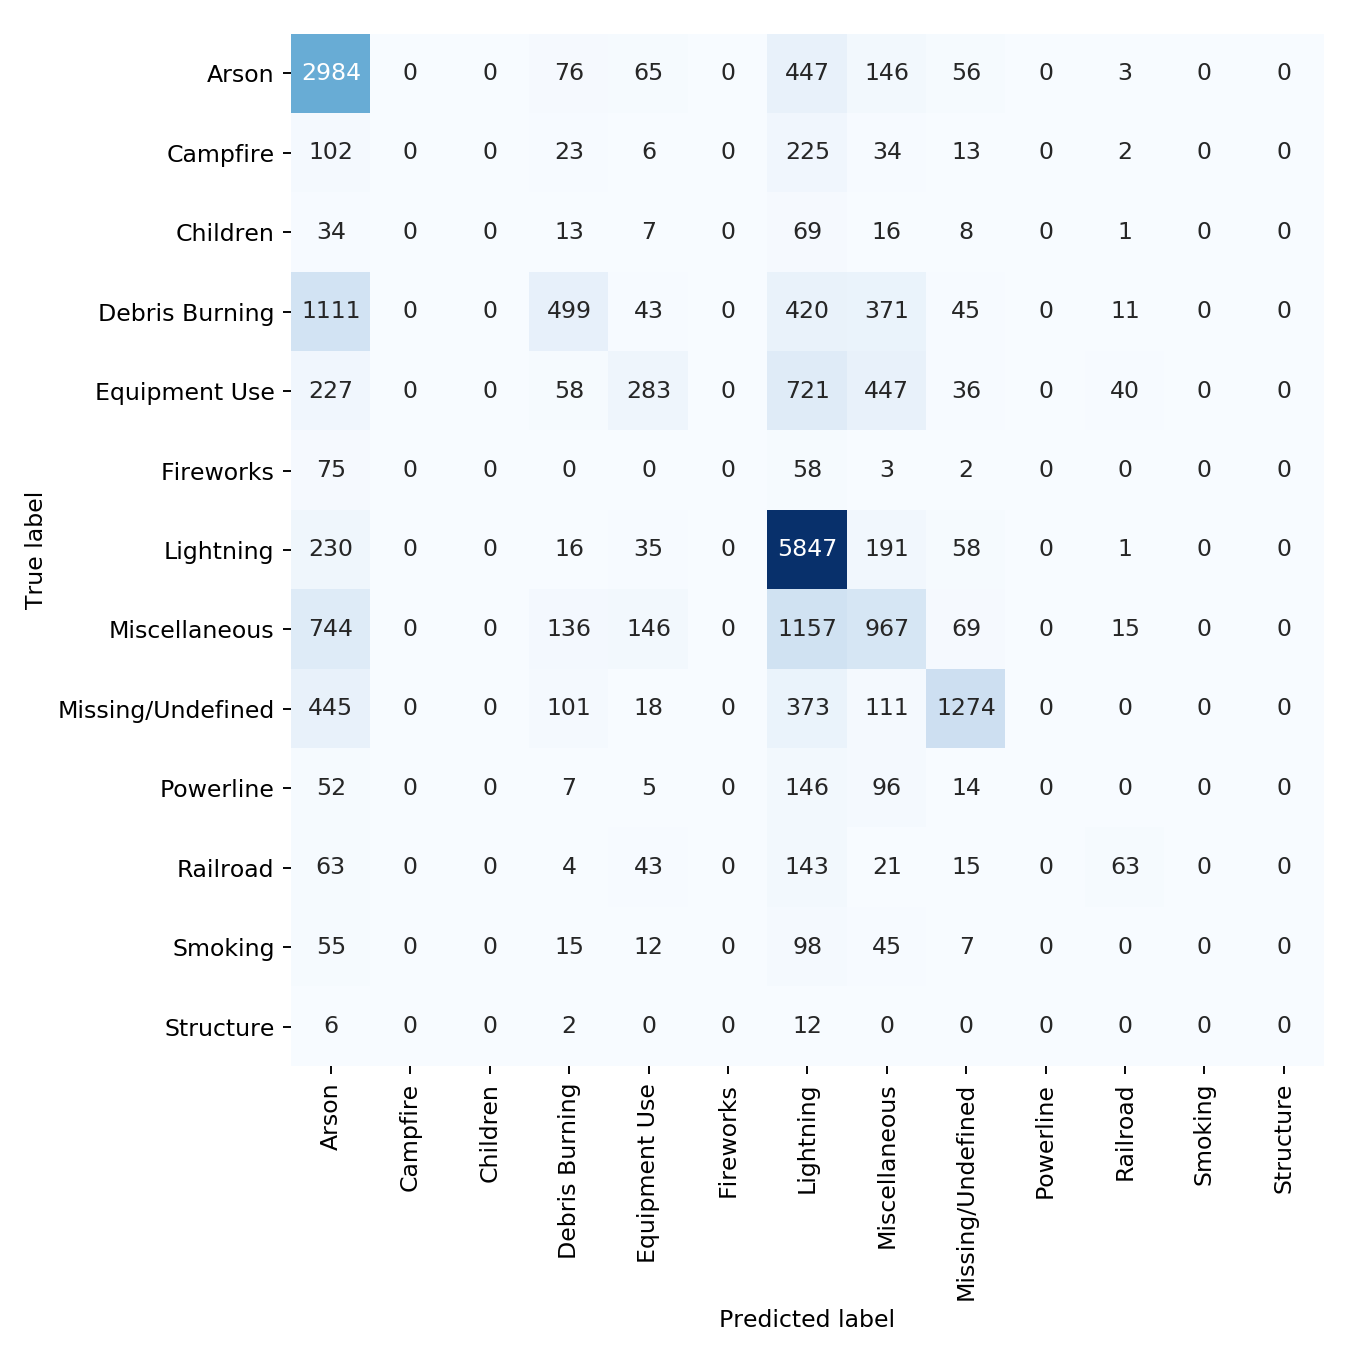 Arson 2984 0 0 76 65 0 447 146 56 0 3 0 0
Campfire 102 0 0 23 6 0 225 34 13 0 2 0 0
Children 34 0 0 13 7 0 69 16 8 0 1 0 0
Debris Burning 1111 0 0 499 43 0 420 371 45 0 11 0 0
Equipment Use 227 0 0 58 283 0 721 447 36 0 40 0 0
Fireworks 75 0 0 0 0 0 58 3 2 0 0 0 0
Lightning 230 0 0 16 35 0 5847 191 58 0 1 0 0
Miscellaneous 744 0 0 136 146 0 1157 967 69 0 15 0 0
Missing/Undefined 445 0 0 101 18 0 373 111 1274 0 0 0 0
Powerline 52 0 0 7 5 0 146 96 14 0 0 0 0
Railroad 63 0 0 4 43 0 143 21 15 0 63 0 0
Smoking 55 0 0 15 12 0 98 45 7 0 0 0 0
Structure 6 0 0 2 0 0 12 0 0 0 0 0 0
True label
Arson
Campfire
Children
Debris Burning
Equipment Use
Fireworks
Lightning
Miscellaneous
Missing/Undefined
Powerline
Railroad
Smoking
Structure
Predicted label